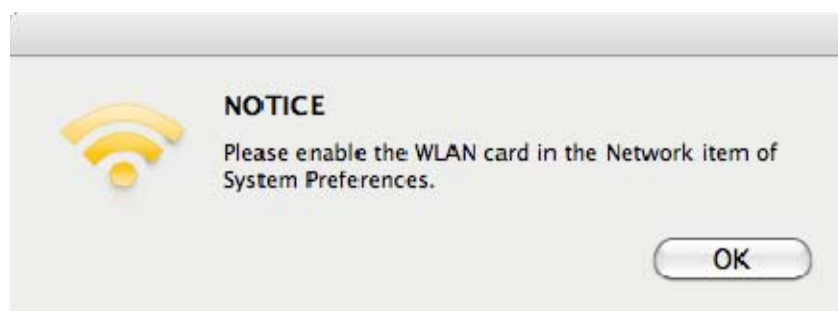 NOTICE
Please enable the WLAN card in the Network item of
System Preferences.
OK